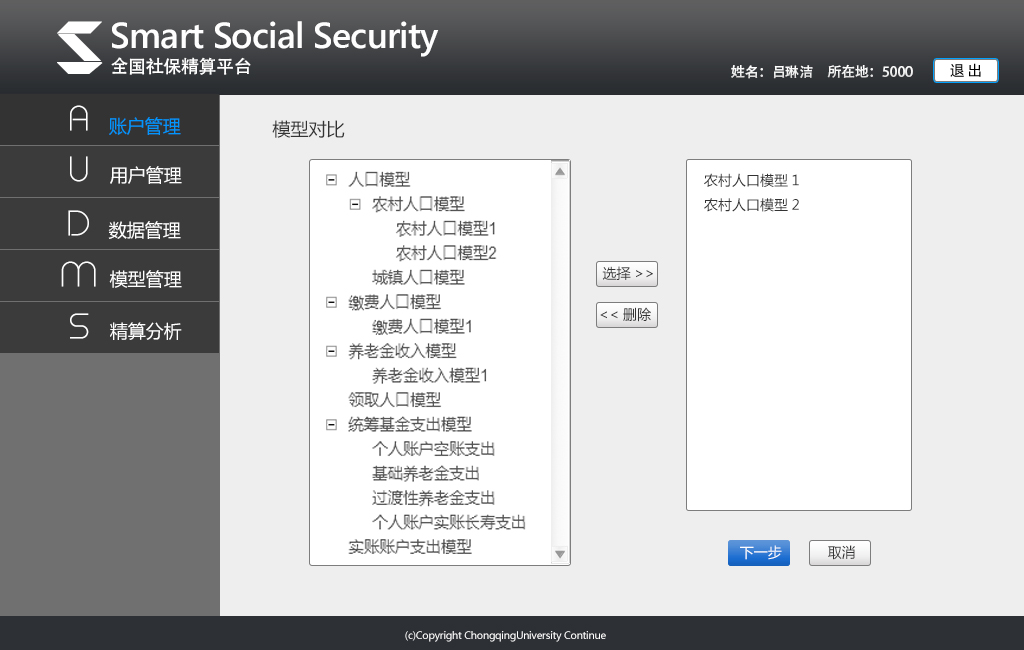 Smart Social Security
全国社保精算平台
姓名：吕琳洁 所在地：5000 退 出
A 账户管理
U 用户管理
D 数据管理
M 模型管理
S 精算分析
模型对比
人口模型
农村人口模型
农村人口模型1
农村人口模型2
城镇人口模型
缴费人口模型
缴费人口模型1
养老金收入模型
养老金收入模型1
领取人口模型
统筹基金支出模型
个人账户空账支出
基础养老金支出
过渡性养老金支出
个人账户实账长寿支出
实账账户支出模型
选择 >>
<< 删除
农村人口模型 1
农村人口模型 2
下一步 取消
(c)Copyright ChongqingUniversity Continue